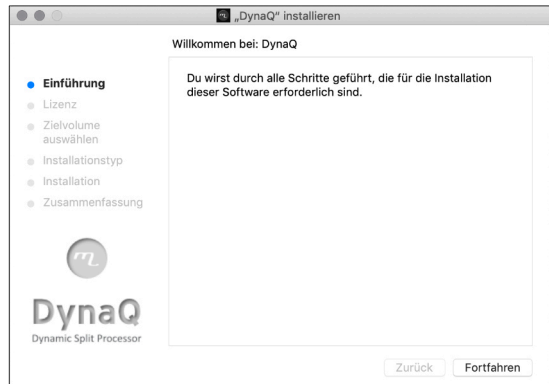 „DynaQ“ installieren
Willkommen bei: DynaQ
Einführung
Lizenz
Zielvolume
auswählen
Installationstyp
Installation
Zusammenfassung
Du wirst durch alle Schritte geführt, die für die Installation
dieser Software erforderlich sind.
m
DynaQ
Dynamic Split Processor
Zurück
Fortfahren